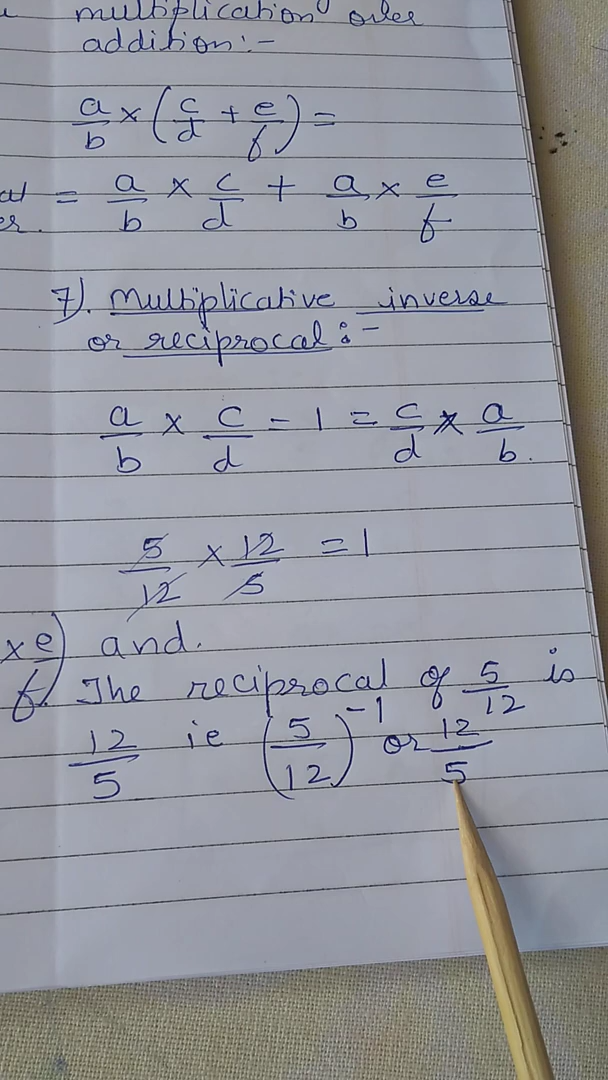 multiplication over
addition:-
a/b × (c/d + e/f) =
= a/b × c/d + a/b × e/f
7). Multiplicative inverse
or reciprocal:-
a/b × c/d = 1 = c/d × a/b.
5/12 × 12/5 = 1
×e) and.
f. The reciprocal of 5/12 is
12/5 ie (5/12)^-1 or 12/5